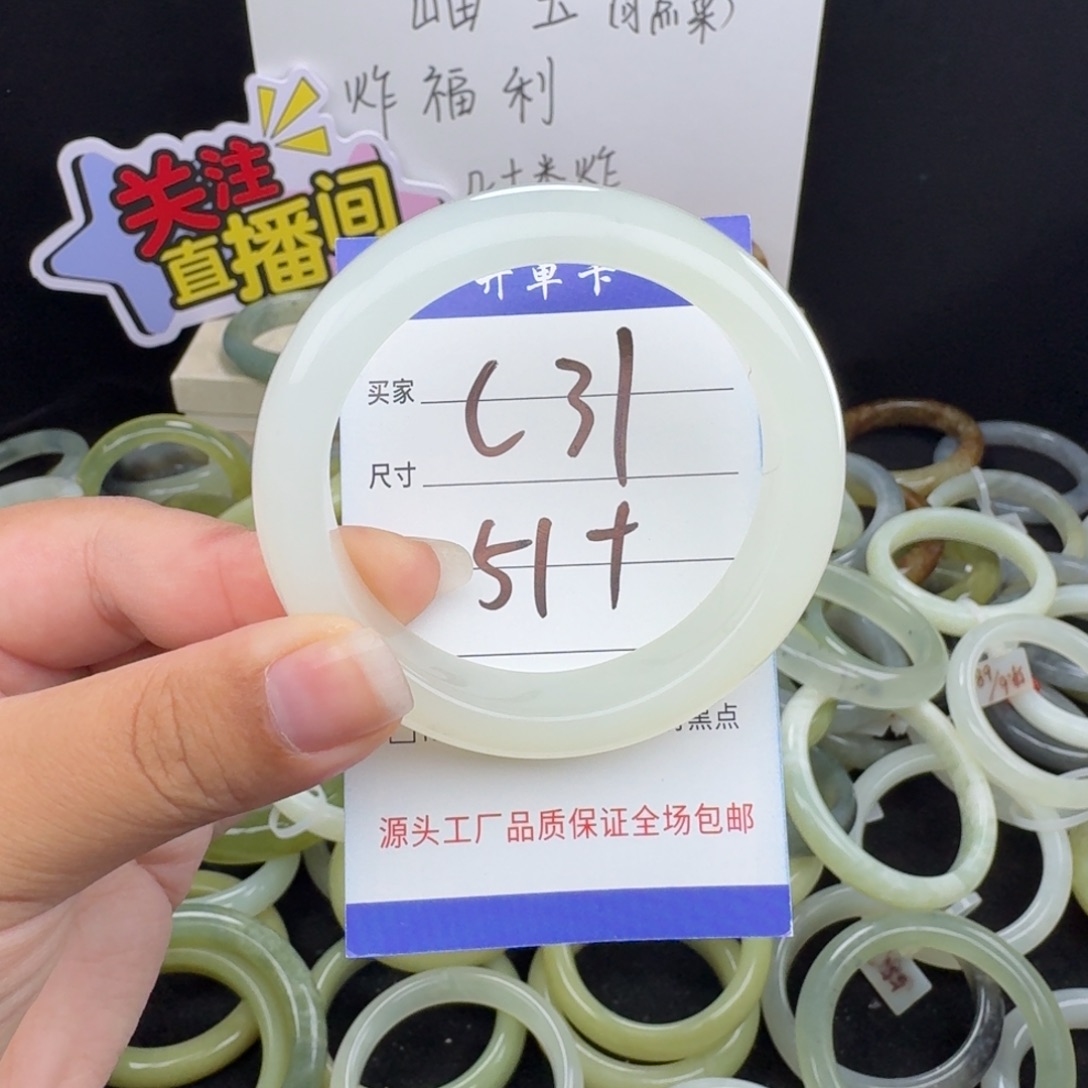 岫玉(
炸福利
关注
直播间
开单卡
买家 C31
尺寸
51+
黑点
源头工厂品质保证全场包邮